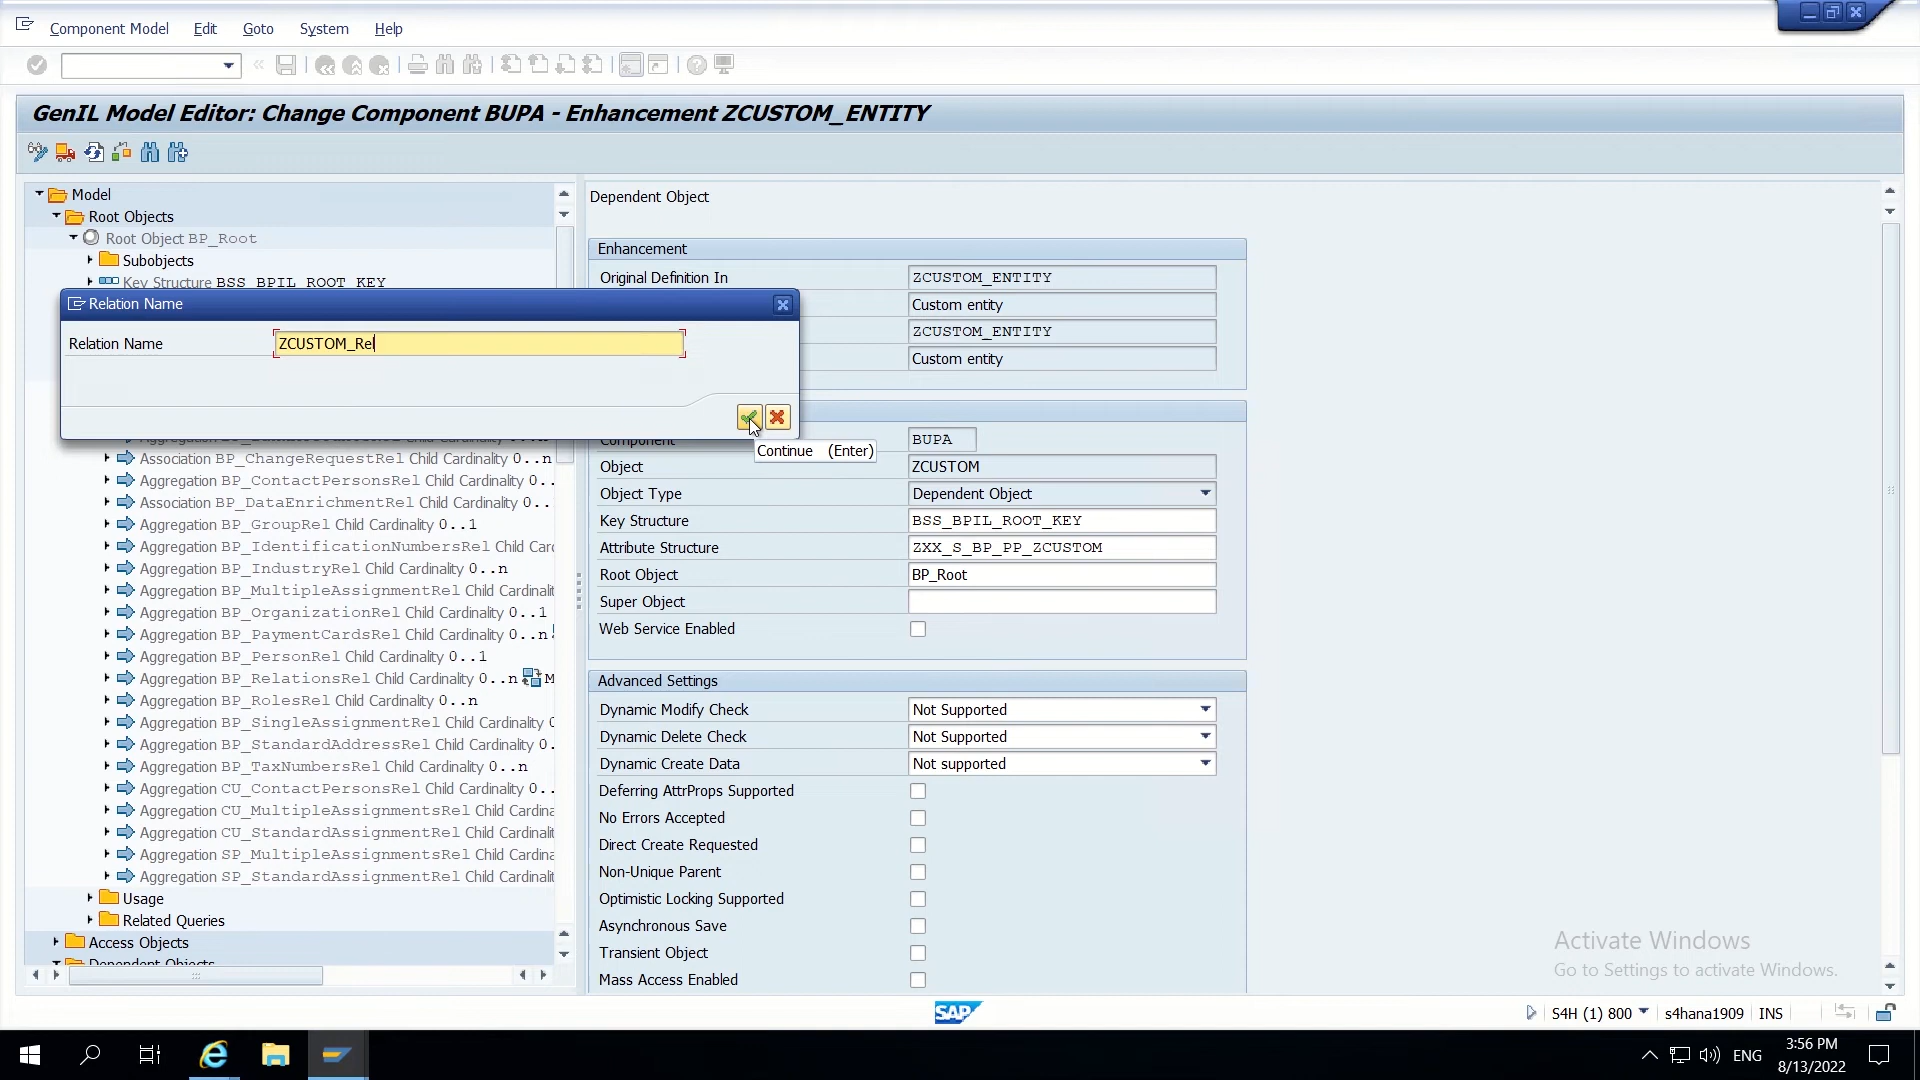 Component Model Edit Goto System Help
GenIL Model Editor: Change Component BUPA - Enhancement ZCUSTOM_ENTITY
Model
Root Objects
Root Object BP_Root
Subobjects
Key Structure BSS_BPIL_ROOT_KEY
Relation Name
Relation Name ZCUSTOM_Rel
Continue (Enter)
Association BP_ChangeRequestRel Child Cardinality 0..n
Aggregation BP_ContactPersonsRel Child Cardinality 0..
Association BP_DataEnrichmentRel Child Cardinality 0..
Aggregation BP_GroupRel Child Cardinality 0..1
Aggregation BP_IdentificationNumbersRel Child Car
Aggregation BP_IndustryRel Child Cardinality 0..n
Aggregation BP_MultipleAssignmentRel Child Cardinalit
Aggregation BP_OrganizationRel Child Cardinality 0..1
Aggregation BP_PaymentCardsRel Child Cardinality 0..n
Aggregation BP_PersonRel Child Cardinality 0..1
Aggregation BP_RelationsRel Child Cardinality 0..n M
Aggregation BP_RolesRel Child Cardinality 0..n
Aggregation BP_SingleAssignmentRel Child Cardinality 0
Aggregation BP_StandardAddressRel Child Cardinality 0.
Aggregation BP_TaxNumbersRel Child Cardinality 0..n
Aggregation CU_ContactPersonsRel Child Cardinality 0..
Aggregation CU_MultipleAssignmentsRel Child Cardina
Aggregation CU_StandardAssignmentRel Child Cardinalit
Aggregation SP_MultipleAssignmentsRel Child Cardina
Aggregation SP_StandardAssignmentRel Child Cardinalit
Usage
Related Queries
Access Objects
Dependent Objects
Dependent Object
Enhancement
Original Definition In ZCUSTOM_ENTITY
Custom entity
ZCUSTOM_ENTITY
Custom entity
Component BUPA
Object ZCUSTOM
Object Type Dependent Object
Key Structure BSS_BPIL_ROOT_KEY
Attribute Structure ZXX_S_BP_PP_ZCUSTOM
Root Object BP_Root
Super Object
Web Service Enabled
Advanced Settings
Dynamic Modify Check Not Supported
Dynamic Delete Check Not Supported
Dynamic Create Data Not supported
Deferring AttrProps Supported
No Errors Accepted
Direct Create Requested
Non-Unique Parent
Optimistic Locking Supported
Asynchronous Save
Transient Object
Mass Access Enabled
Activate Windows
Go to Settings to activate Windows.
SAP
S4H (1) 800 s4hana1909 INS
ENG
3:56 PM
8/13/2022